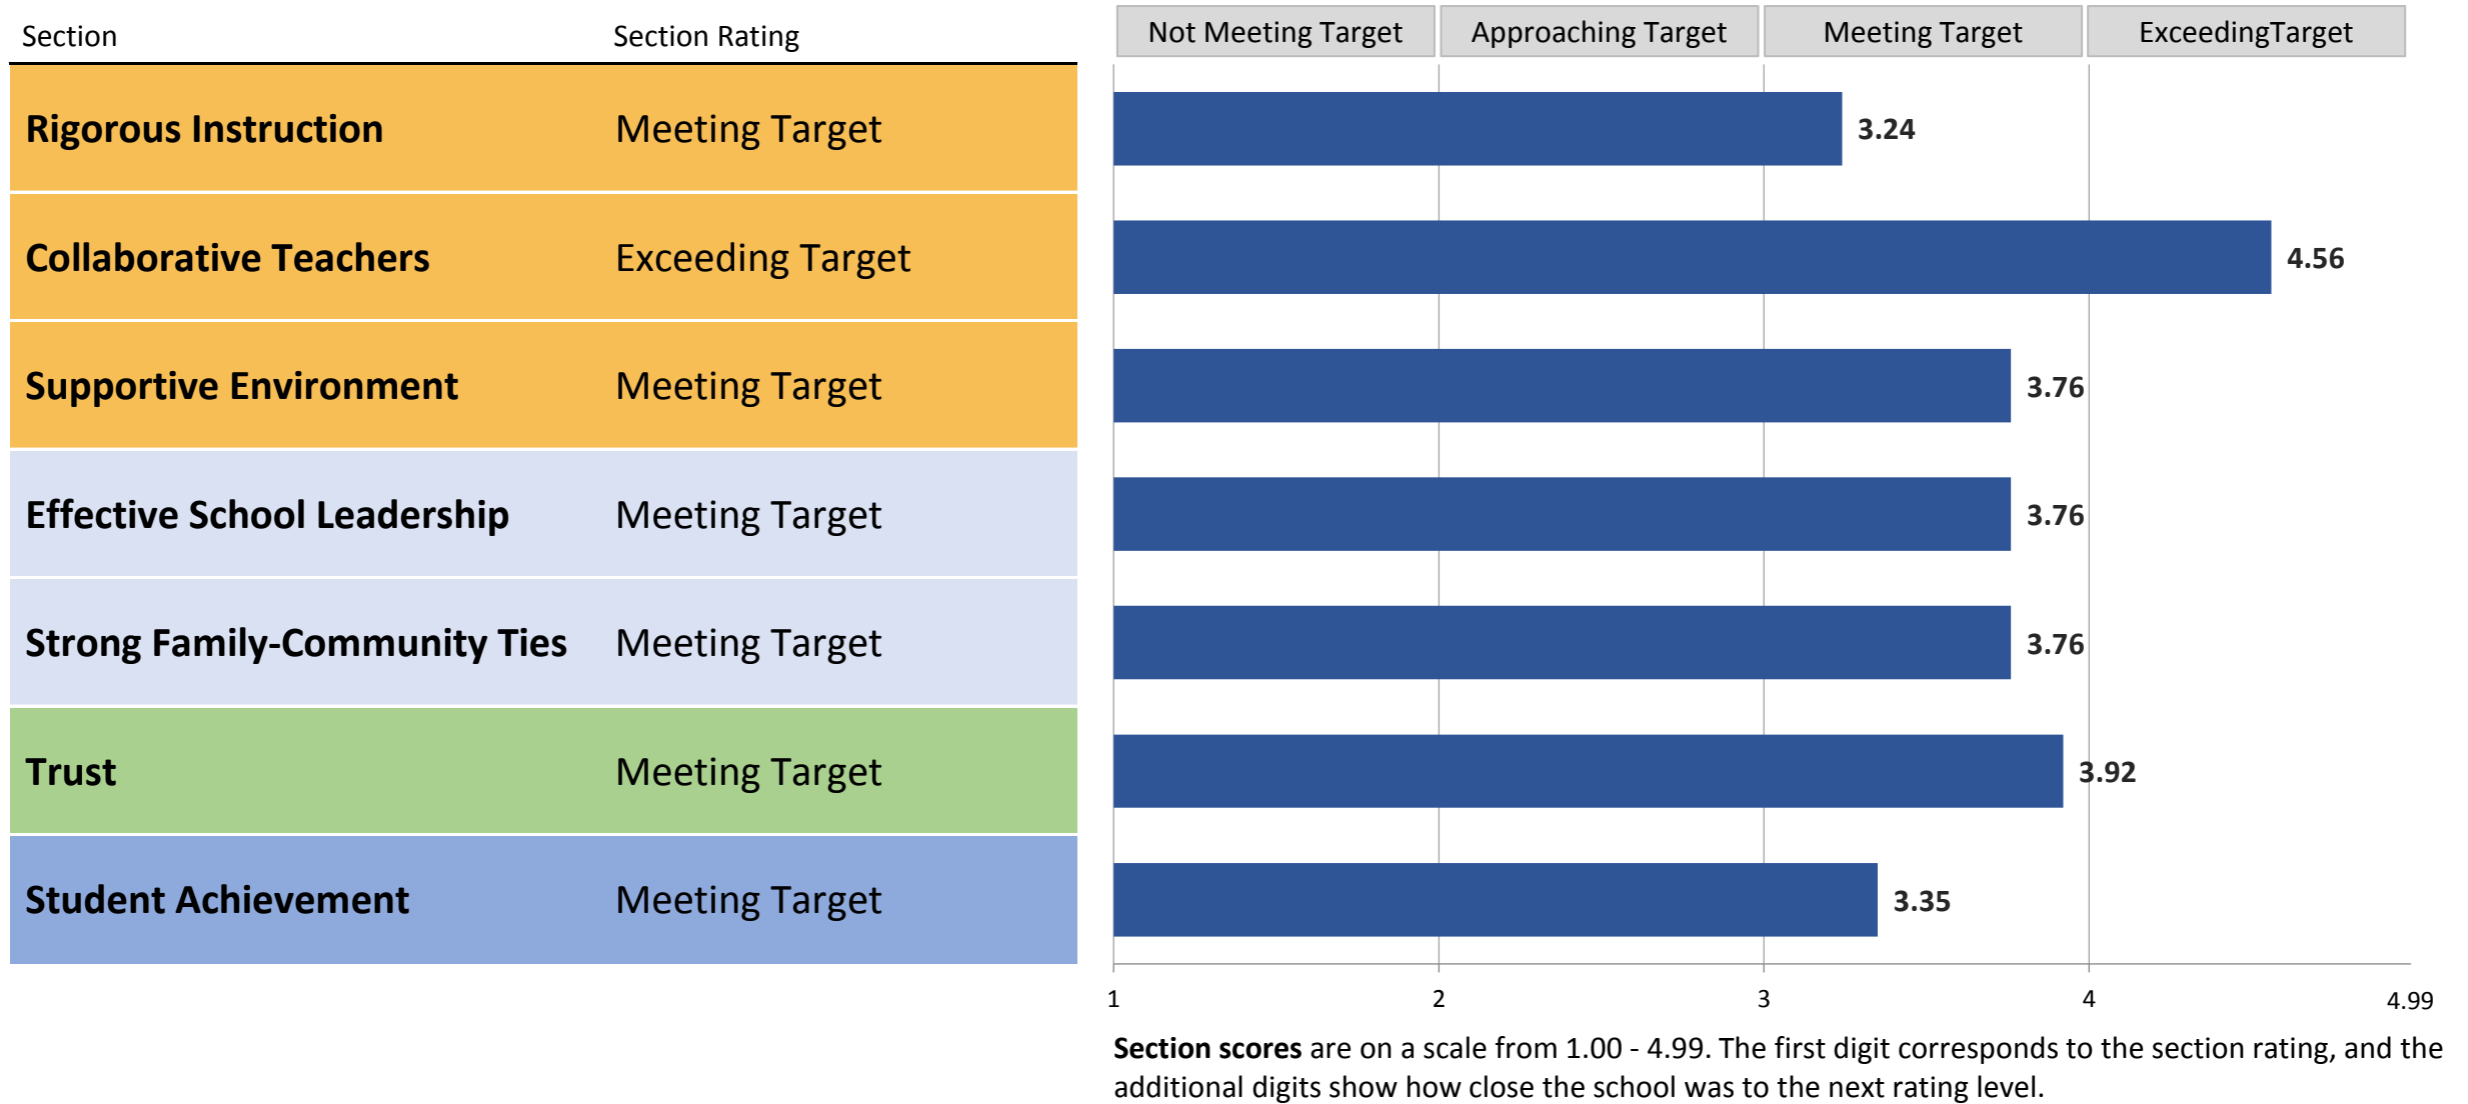 Section Section Rating Not Meeting Target Approaching Target Meeting Target ExceedingTarget
Rigorous Instruction Meeting Target 3.24
Collaborative Teachers Exceeding Target 4.56
Supportive Environment Meeting Target 3.76
Effective School Leadership Meeting Target 3.76
Strong Family-Community Ties Meeting Target 3.76
Trust Meeting Target 3.92
Student Achievement Meeting Target 3.35
1 2 3 4 4.99
Section scores are on a scale from 1.00 - 4.99. The first digit corresponds to the section rating, and the
additional digits show how close the school was to the next rating level.